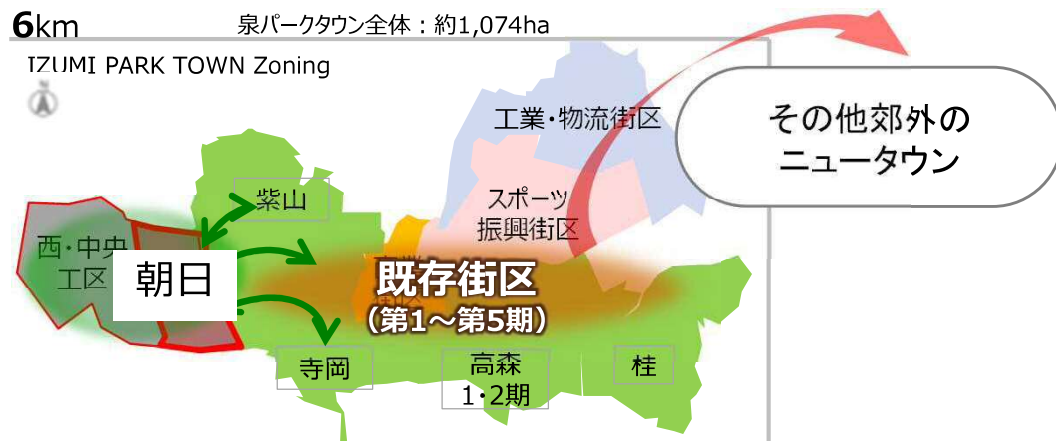 6km
泉パークタウン全体：約1,074ha
IZUMI PARK TOWN Zoning
N
工業・物流街区
その他郊外の
ニュータウン
紫山
スポーツ
振興街区
西・中央
工区
朝日
既存街区
（第1～第5期）
寺岡
高森
1・2期
桂